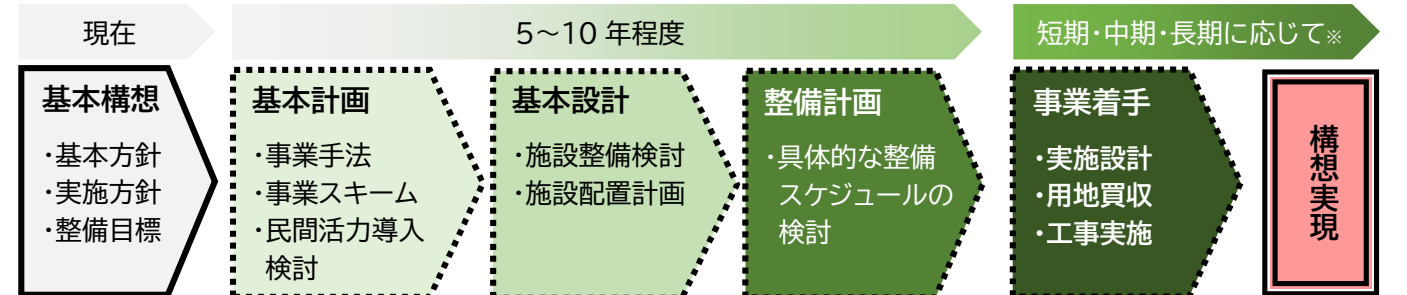 現在
5～10 年程度
短期・中期・長期に応じて※
基本構想
・基本方針
・実施方針
・整備目標
基本計画
・事業手法
・事業スキーム
・民間活力導入
検討
基本設計
・施設整備検討
・施設配置計画
整備計画
・具体的な整備
スケジュールの
検討
事業着手
・実施設計
・用地買収
・工事実施
構想実現